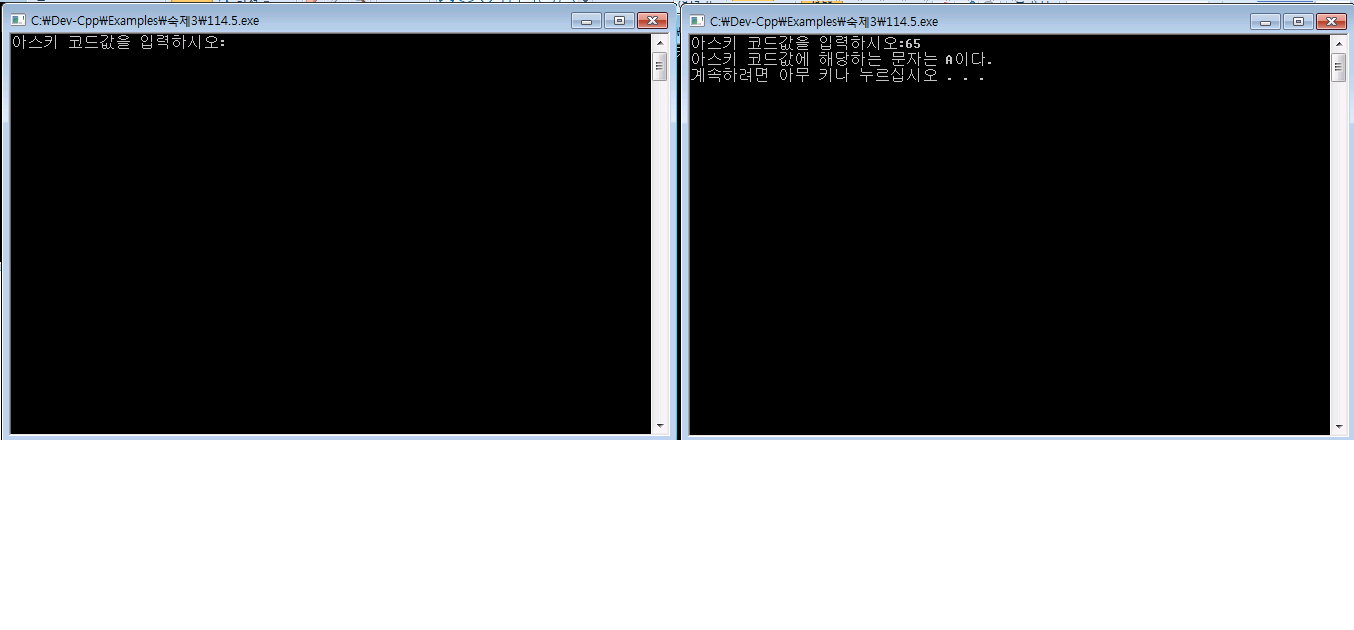 C:₩Dev-Cpp₩Examples₩숙제3₩114.5.exe
아스키 코드값을 입력하시오:
C:₩Dev-Cpp₩Examples₩숙제3₩114.5.exe
아스키 코드값을 입력하시오:65
아스키 코드값에 해당하는 문자는 A이다.
계속하려면 아무 키나 누르십시오 . . .